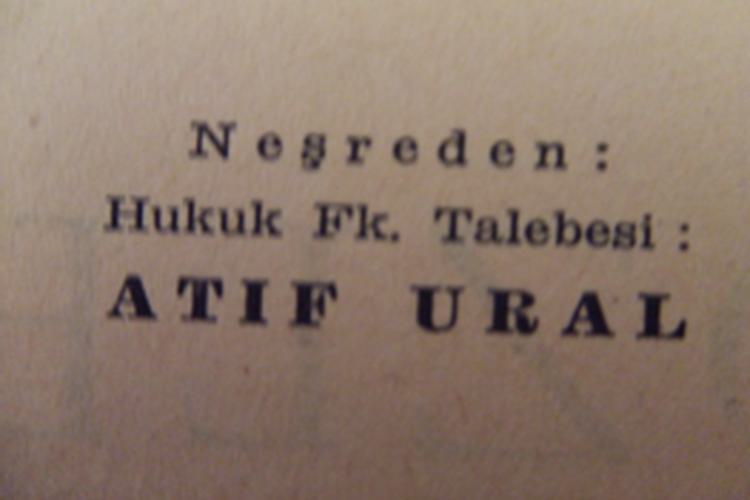 Neşreden :
Hukuk Fk. Talebesi :
ATIF URAL